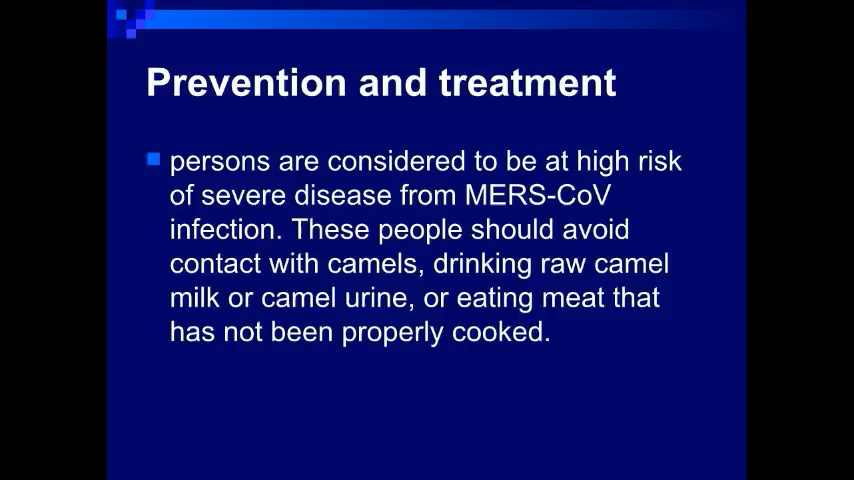 Prevention and treatment
persons are considered to be at high risk
of severe disease from MERS-CoV
infection. These people should avoid
contact with camels, drinking raw camel
milk or camel urine, or eating meat that
has not been properly cooked.